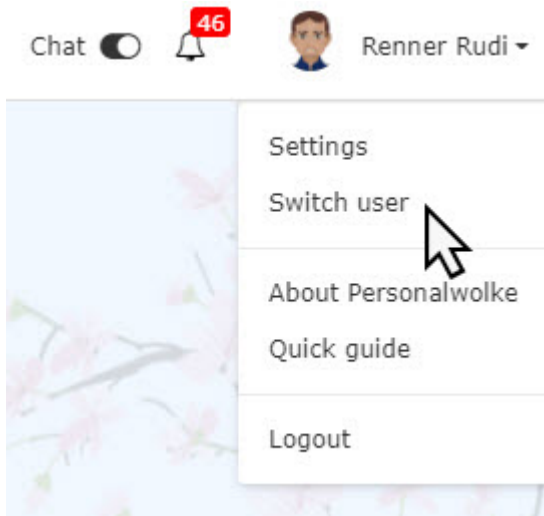 Chat 46 Renner Rudi
Settings
Switch user
About Personalwolke
Quick guide
Logout